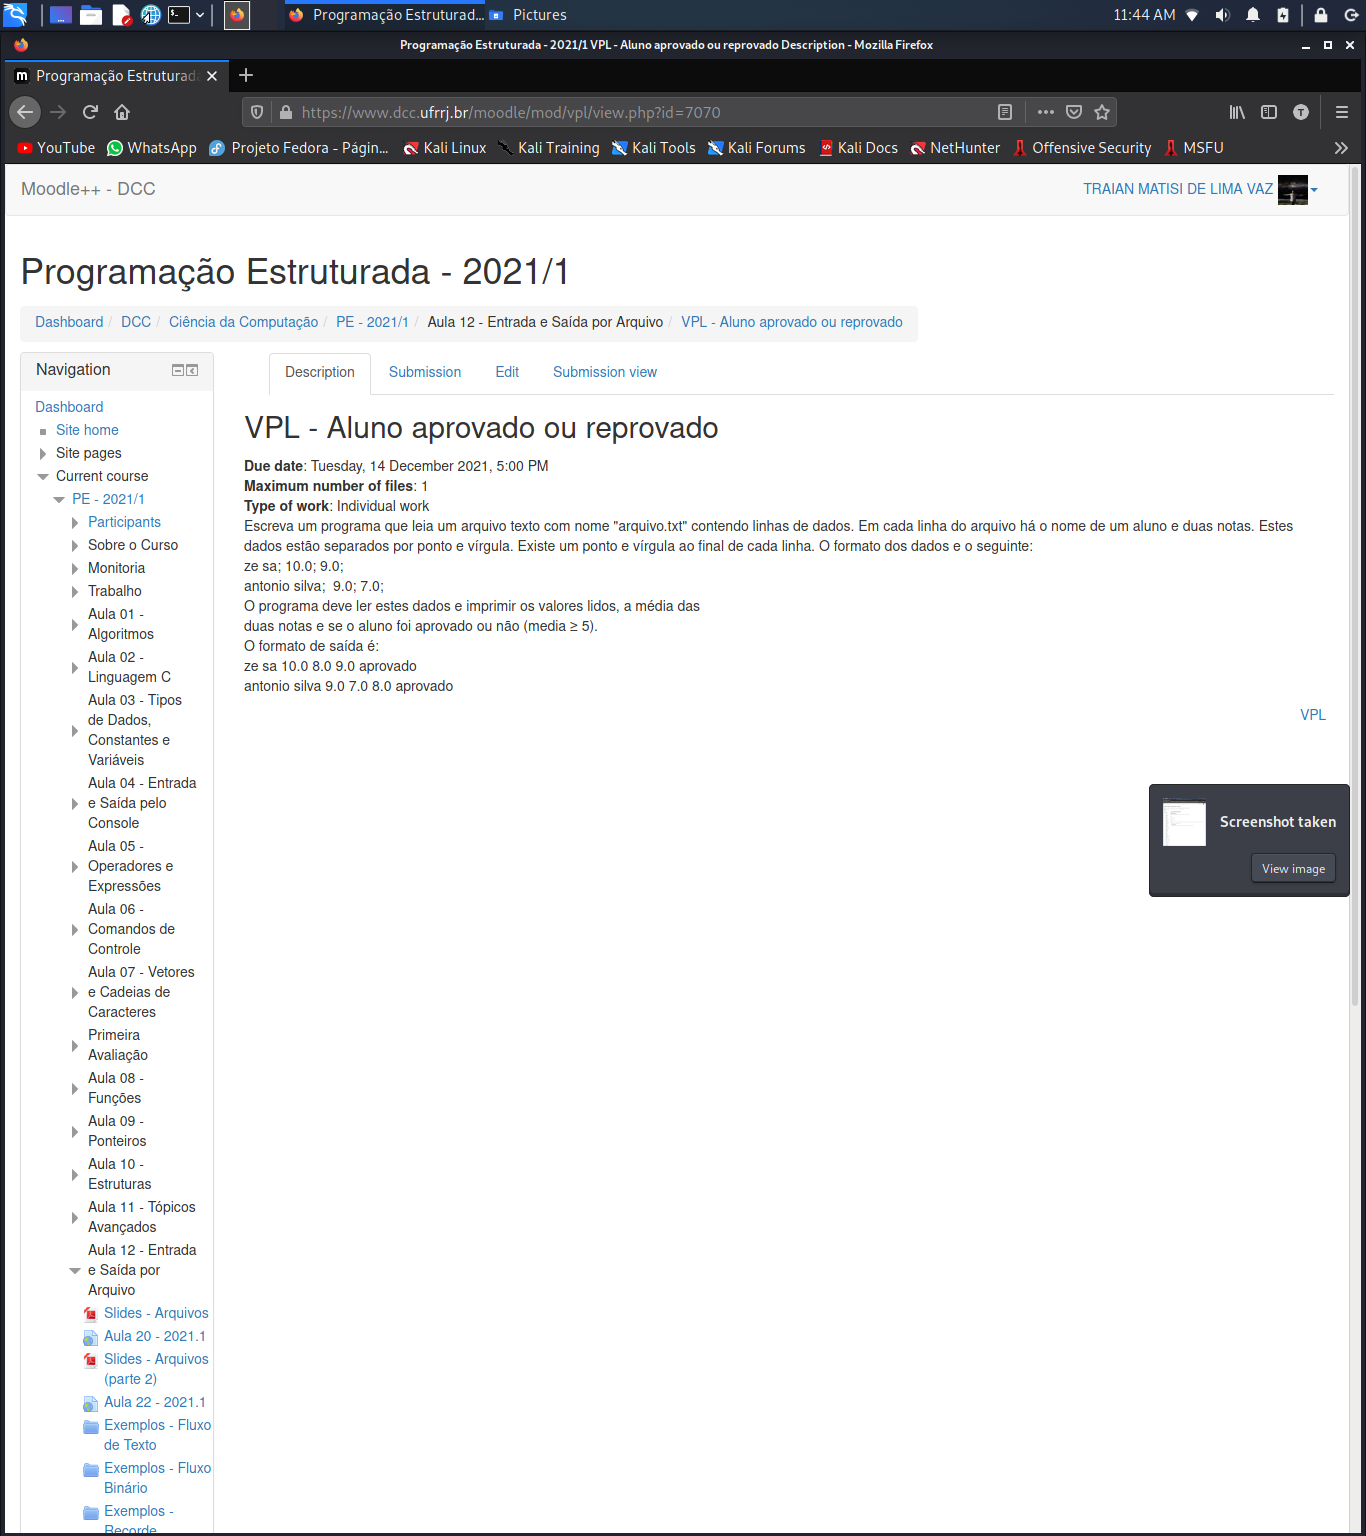 Programação Estruturad...
Pictures
11:44 AM
Programação Estruturada - 2021/1 VPL - Aluno aprovado ou reprovado Description - Mozilla Firefox
Programação Estruturada
https://www.dcc.ufrrj.br/moodle/mod/vpl/view.php?id=7070
YouTube
WhatsApp
Projeto Fedora - Págin...
Kali Linux
Kali Training
Kali Tools
Kali Forums
Kali Docs
NetHunter
Offensive Security
MSFU
Moodle++ - DCC
TRAIAN MATISI DE LIMA VAZ
Programação Estruturada - 2021/1
Dashboard / DCC / Ciência da Computação / PE - 2021/1 / Aula 12 - Entrada e Saída por Arquivo / VPL - Aluno aprovado ou reprovado
Navigation
Dashboard
Site home
Site pages
Current course
PE - 2021/1
Participants
Sobre o Curso
Monitoria
Trabalho
Aula 01 -
Algoritmos
Aula 02 -
Linguagem C
Aula 03 - Tipos
de Dados,
Constantes e
Variáveis
Aula 04 - Entrada
e Saída pelo
Console
Aula 05 -
Operadores e
Expressões
Aula 06 -
Comandos de
Controle
Aula 07 - Vetores
e Cadeias de
Caracteres
Primeira
Avaliação
Aula 08 -
Funções
Aula 09 -
Ponteiros
Aula 10 -
Estruturas
Aula 11 - Tópicos
Avançados
Aula 12 - Entrada
e Saída por
Arquivo
Slides - Arquivos
Aula 20 - 2021.1
Slides - Arquivos
(parte 2)
Aula 22 - 2021.1
Exemplos - Fluxo
de Texto
Exemplos - Fluxo
Binário
Exemplos -
Recorde
Description
Submission
Edit
Submission view
VPL - Aluno aprovado ou reprovado
Due date: Tuesday, 14 December 2021, 5:00 PM
Maximum number of files: 1
Type of work: Individual work
Escreva um programa que leia um arquivo texto com nome "arquivo.txt" contendo linhas de dados. Em cada linha do arquivo há o nome de um aluno e duas notas. Estes
dados estão separados por ponto e vírgula. Existe um ponto e vírgula ao final de cada linha. O formato dos dados e o seguinte:
ze sa; 10.0; 9.0;
antonio silva;  9.0; 7.0;
O programa deve ler estes dados e imprimir os valores lidos, a média das
duas notas e se o aluno foi aprovado ou não (media ≥ 5).
O formato de saída é:
ze sa 10.0 8.0 9.0 aprovado
antonio silva 9.0 7.0 8.0 aprovado
VPL
Screenshot taken
View image